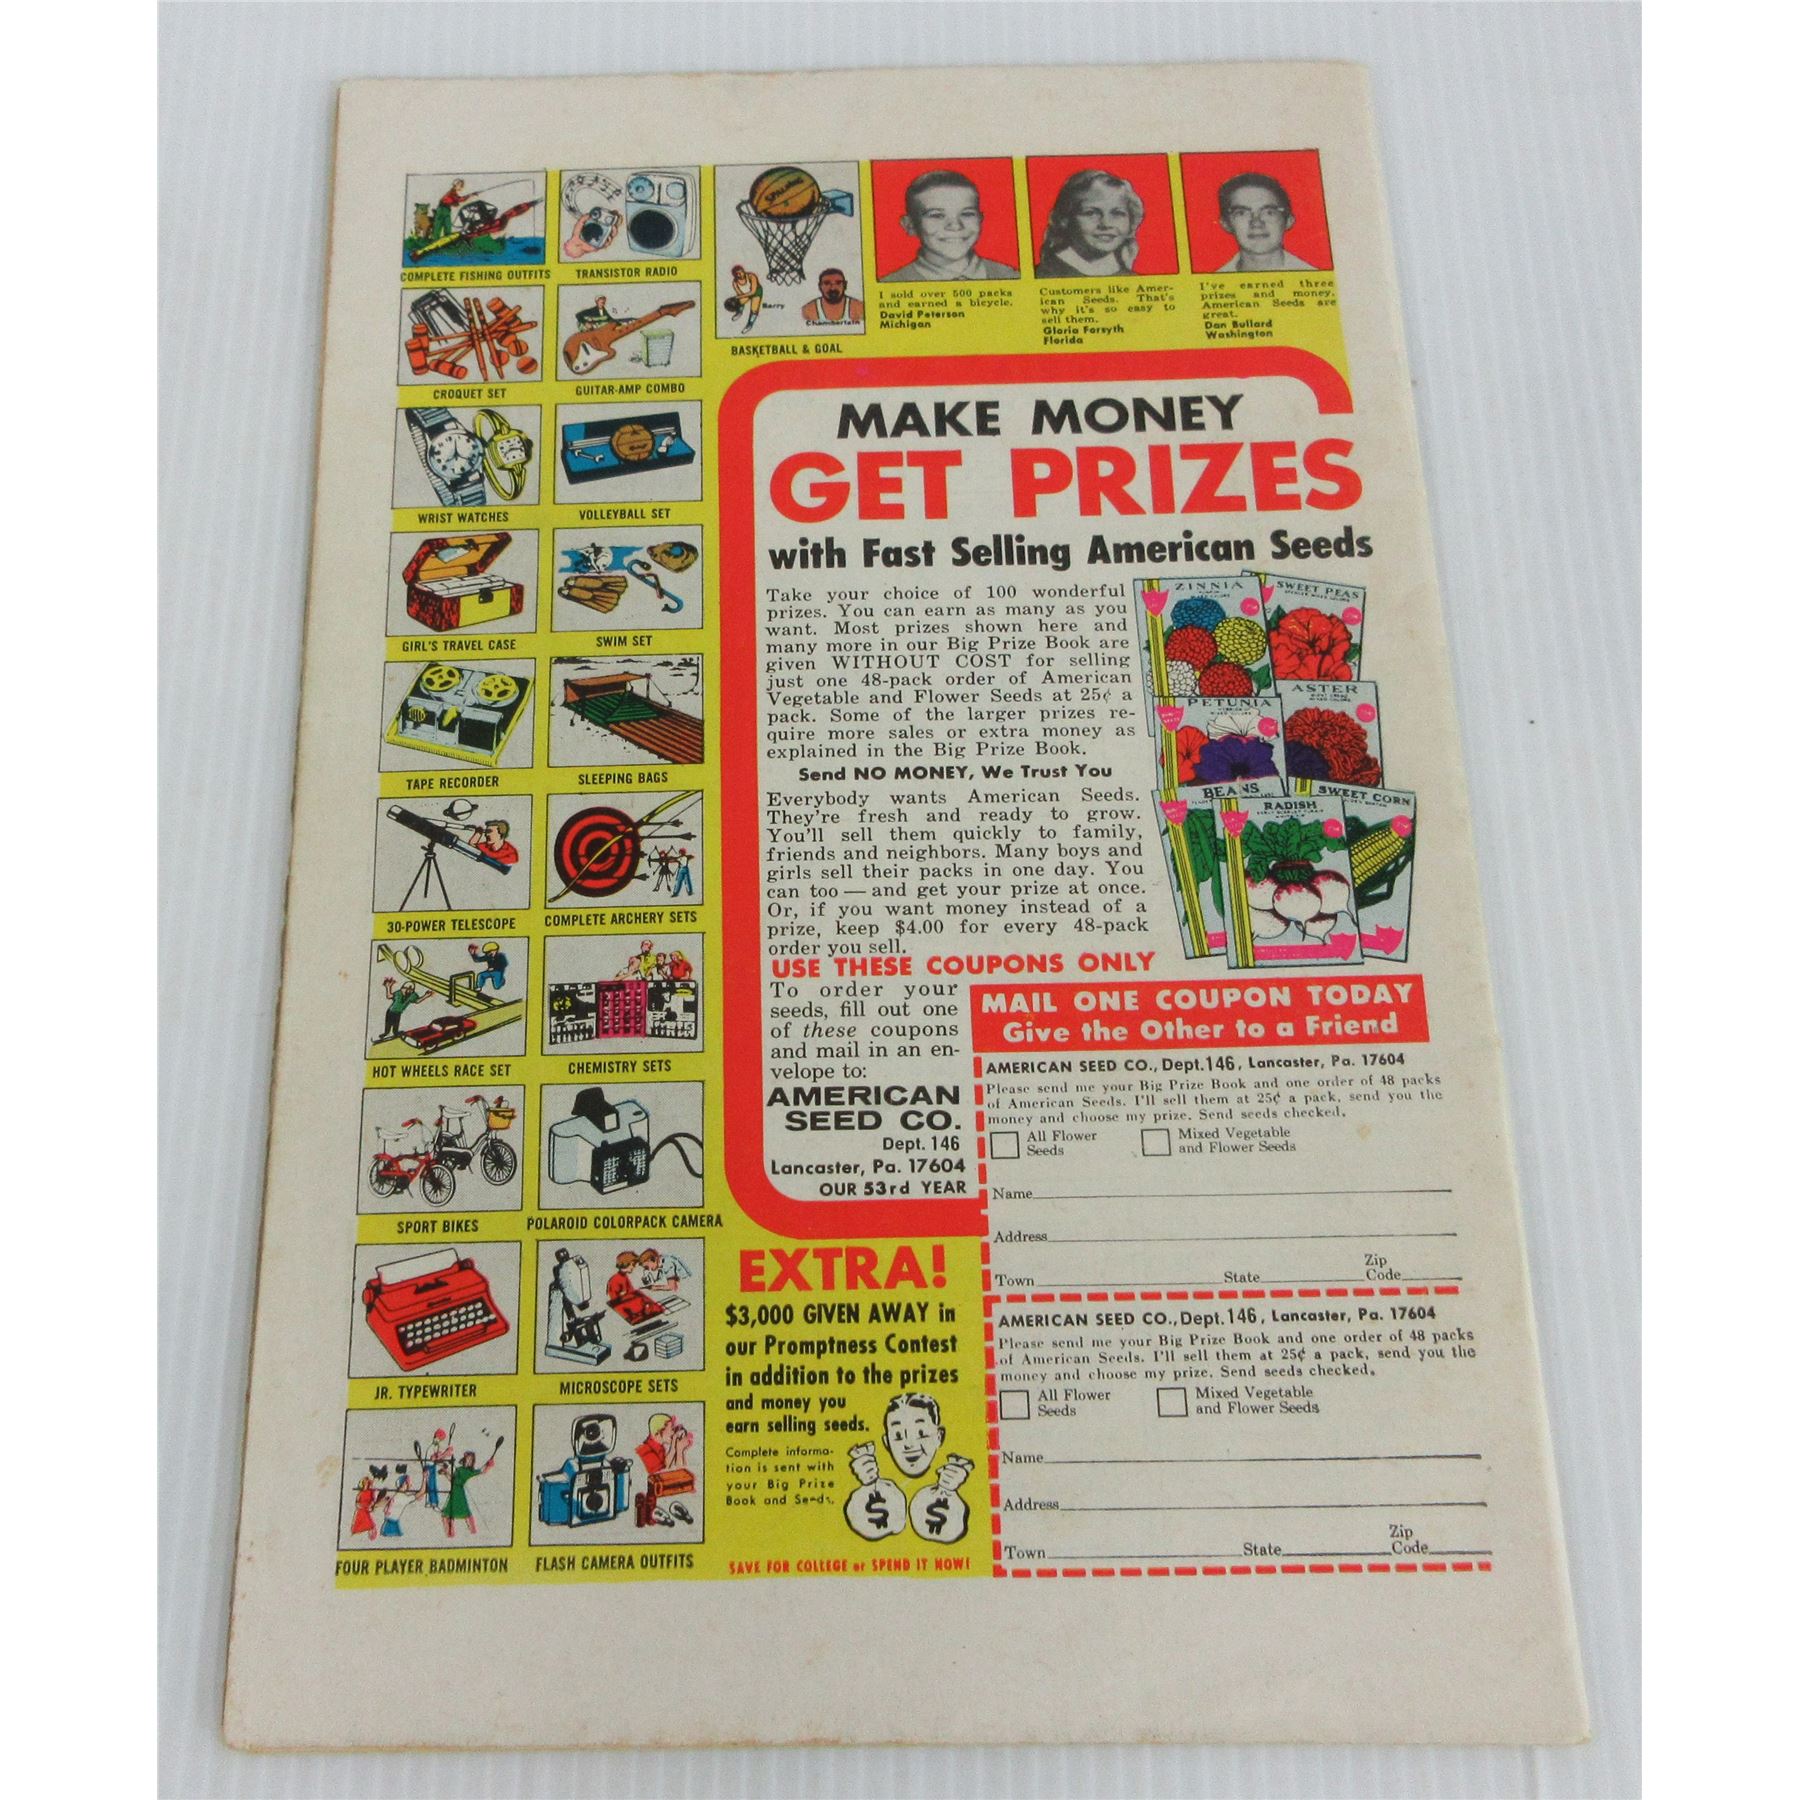 COMPLETE FISHING OUTFITS
TRANSISTOR RADIO
SPALDING
Barry
Chamberlain
BASKETBALL & GOAL
CROQUET SET
GUITAR-AMP COMBO
WRIST WATCHES
VOLLEYBALL SET
GIRL'S TRAVEL CASE
SWIM SET
TAPE RECORDER
SLEEPING BAGS
30-POWER TELESCOPE
COMPLETE ARCHERY SETS
HOT WHEELS RACE SET
CHEMISTRY SETS
SPORT BIKES
POLAROID COLORPACK CAMERA
JR. TYPEWRITER
MICROSCOPE SETS
FOUR PLAYER BADMINTON
FLASH CAMERA OUTFITS
I sold over 500 packs
and earned a bicycle.
David Peterson
Michigan
Customers like Amer-
ican Seeds. That's
why it's so easy to
sell them.
Gloria Forsyth
Florida
I've earned three
prizes and money.
American Seeds are
great.
Dan Bullard
Washington
MAKE MONEY
GET PRIZES
with Fast Selling American Seeds
Take your choice of 100 wonderful
prizes. You can earn as many as you
want. Most prizes shown here and
many more in our Big Prize Book are
given WITHOUT COST for selling
just one 48-pack order of American
Vegetable and Flower Seeds at 25¢ a
pack. Some of the larger prizes re-
quire more sales or extra money as
explained in the Big Prize Book.
Send NO MONEY, We Trust You
Everybody wants American Seeds.
They're fresh and ready to grow.
You'll sell them quickly to family,
friends and neighbors. Many boys and
girls sell their packs in one day. You
can too — and get your prize at once.
Or, if you want money instead of a
prize, keep $4.00 for every 48-pack
order you sell.
ZINNIA
SWEET PEAS
PETUNIA
ASTER
BEANS
RADISH
SWEET CORN
USE THESE COUPONS ONLY
To order your
seeds, fill out one
of these coupons
and mail in an en-
velope to:
AMERICAN
SEED CO.
Dept. 146
Lancaster, Pa. 17604
OUR 53rd YEAR
MAIL ONE COUPON TODAY
Give the Other to a Friend
AMERICAN SEED CO., Dept. 146, Lancaster, Pa. 17604
Please send me your Big Prize Book and one order of 48 packs
of American Seeds. I'll sell them at 25¢ a pack, send you the
money and choose my prize. Send seeds checked.
All Flower
Seeds
Mixed Vegetable
and Flower Seeds
Name
Address
Town State Zip
Code
AMERICAN SEED CO., Dept. 146, Lancaster, Pa. 17604
Please send me your Big Prize Book and one order of 48 packs
of American Seeds. I'll sell them at 25¢ a pack, send you the
money and choose my prize. Send seeds checked.
All Flower
Seeds
Mixed Vegetable
and Flower Seeds
Name
Address
Town State Zip
Code
EXTRA!
$3,000 GIVEN AWAY in
our Promptness Contest
in addition to the prizes
and money you
earn selling seeds.
Complete informa-
tion is sent with
your Big Prize
Book and Seeds.
$ $
SAVE FOR COLLEGE or SPEND IT NOW!